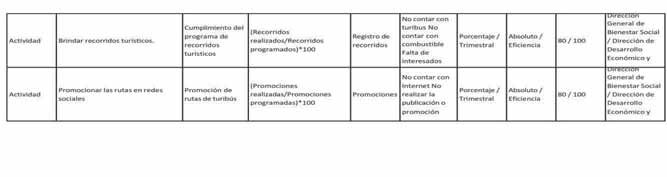 Actividad
Brindar recorridos turísticos.
Cumplimiento del
programa de
recorridos
turísticos
(Recorridos
realizados/Recorridos
programados)*100
Registro de
recorridos
No contar con
turibus No
contar con
combustible
Falta de
interesados
Porcentaje /
Trimestral
Absoluto /
Eficiencia
80 / 100
Dirección
General de
Bienestar Social
/ Dirección de
Desarrollo
Económico y
Actividad
Promocionar las rutas en redes
sociales
Promoción de
rutas de turibús
(Promociones
realizadas/Promociones
programadas)*100
Promociones
No contar con
Internet No
realizar la
publicación o
promoción
Porcentaje /
Trimestral
Absoluto /
Eficiencia
80 / 100
Dirección
General de
Bienestar Social
/ Dirección de
Desarrollo
Económico y